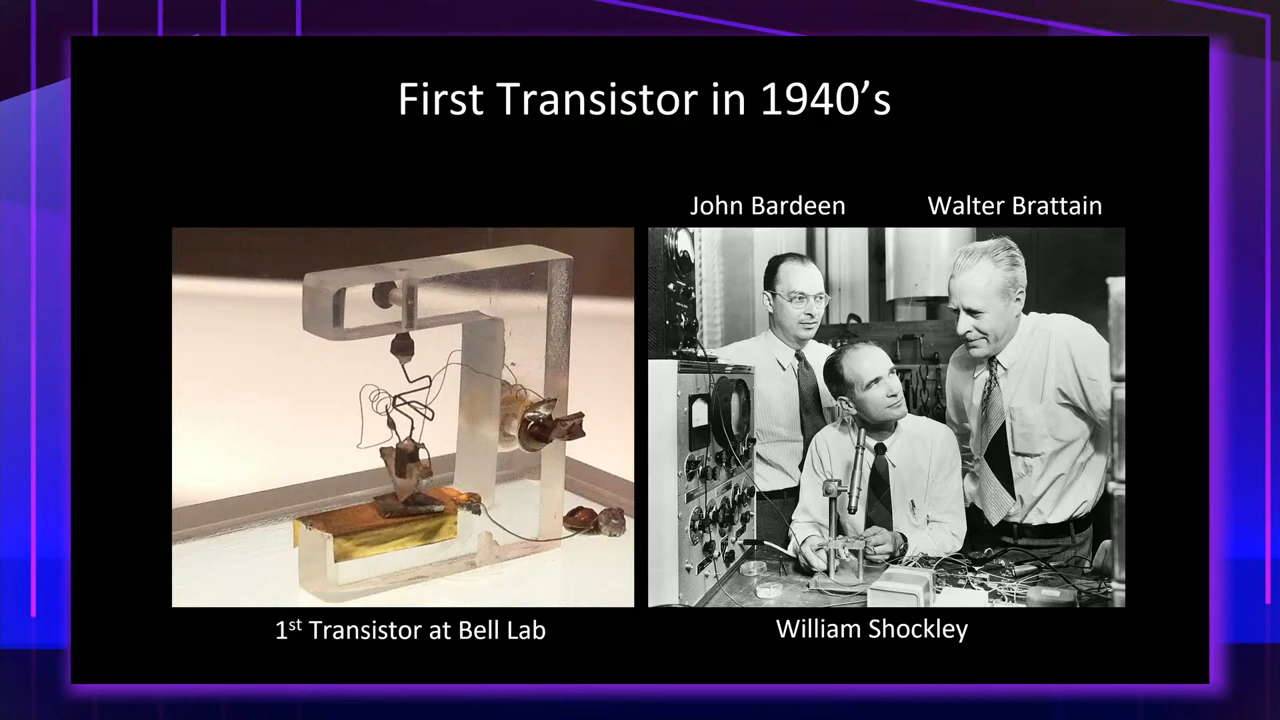 First Transistor in 1940’s
John Bardeen
Walter Brattain
1st Transistor at Bell Lab
William Shockley